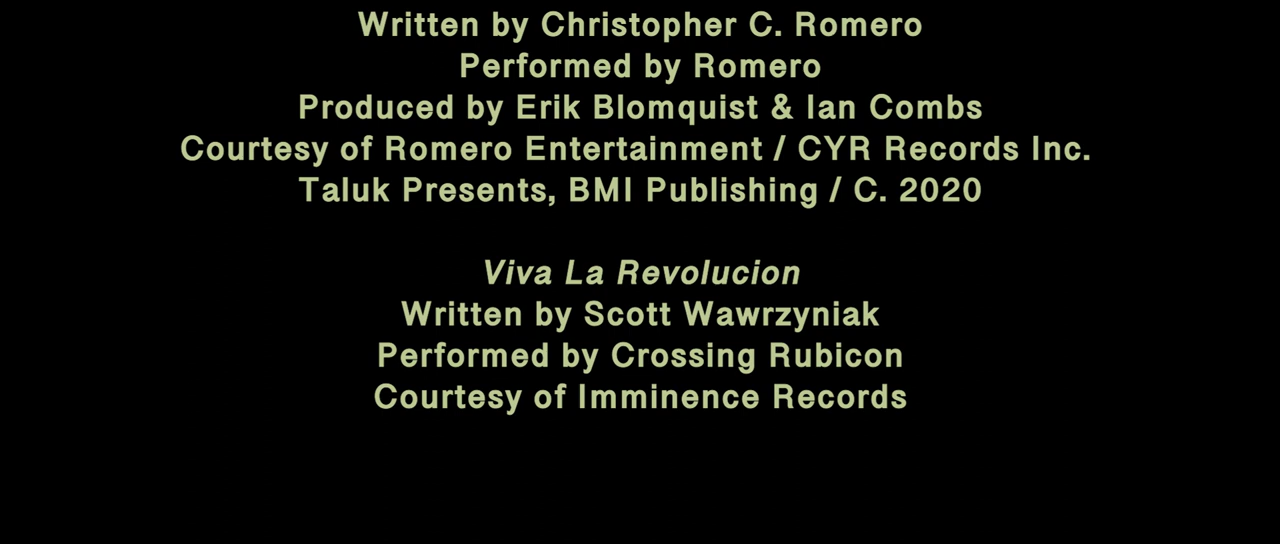 Written by Christopher C. Romero
Performed by Romero
Produced by Erik Blomquist & Ian Combs
Courtesy of Romero Entertainment / CYR Records Inc.
Taluk Presents, BMI Publishing / C. 2020
Viva La Revolucion
Written by Scott Wawrzyniak
Performed by Crossing Rubicon
Courtesy of Imminence Records